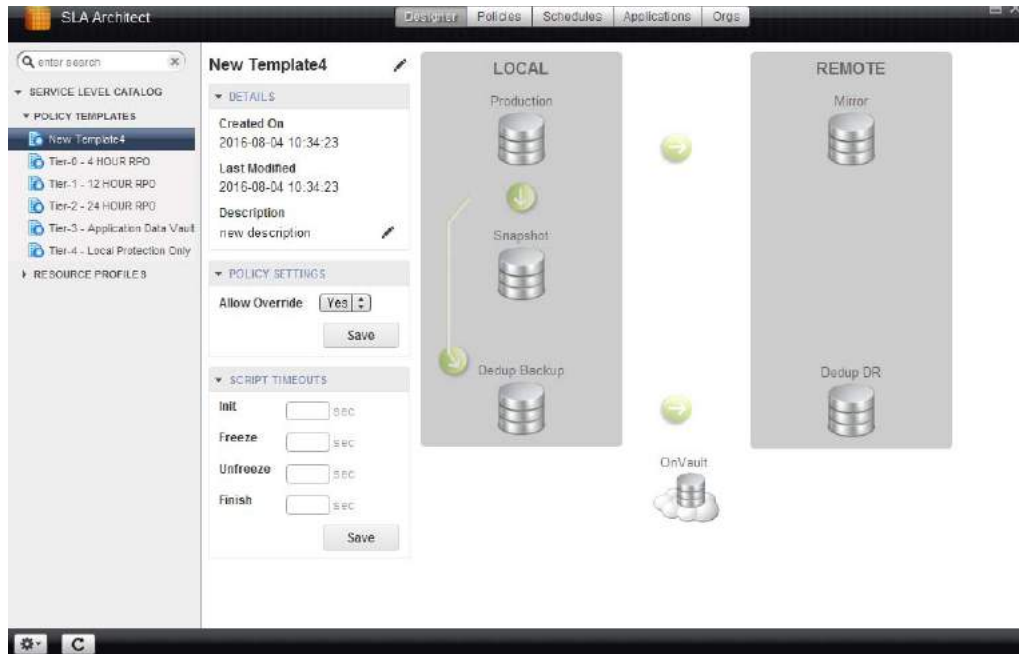 SLA Architect
Designer Policies Schedules Applications Orgs
enter search
SERVICE LEVEL CATALOG
POLICY TEMPLATES
New Template4
Tier-0 - 4 HOUR RPO
Tier-1 - 12 HOUR RPO
Tier-2 - 24 HOUR RPO
Tier-3 - Application Data Vault
Tier-4 - Local Protection Only
RESOURCE PROFILES
New Template4
DETAILS
Created On
2016-08-04 10:34:23
Last Modified
2016-08-04 10:34:23
Description
new description
POLICY SETTINGS
Allow Override Yes
Save
SCRIPT TIMEOUTS
Init sec
Freeze sec
Unfreeze sec
Finish sec
Save
LOCAL
Production
Snapshot
Dedup Backup
REMOTE
Mirror
Dedup DR
OnVault